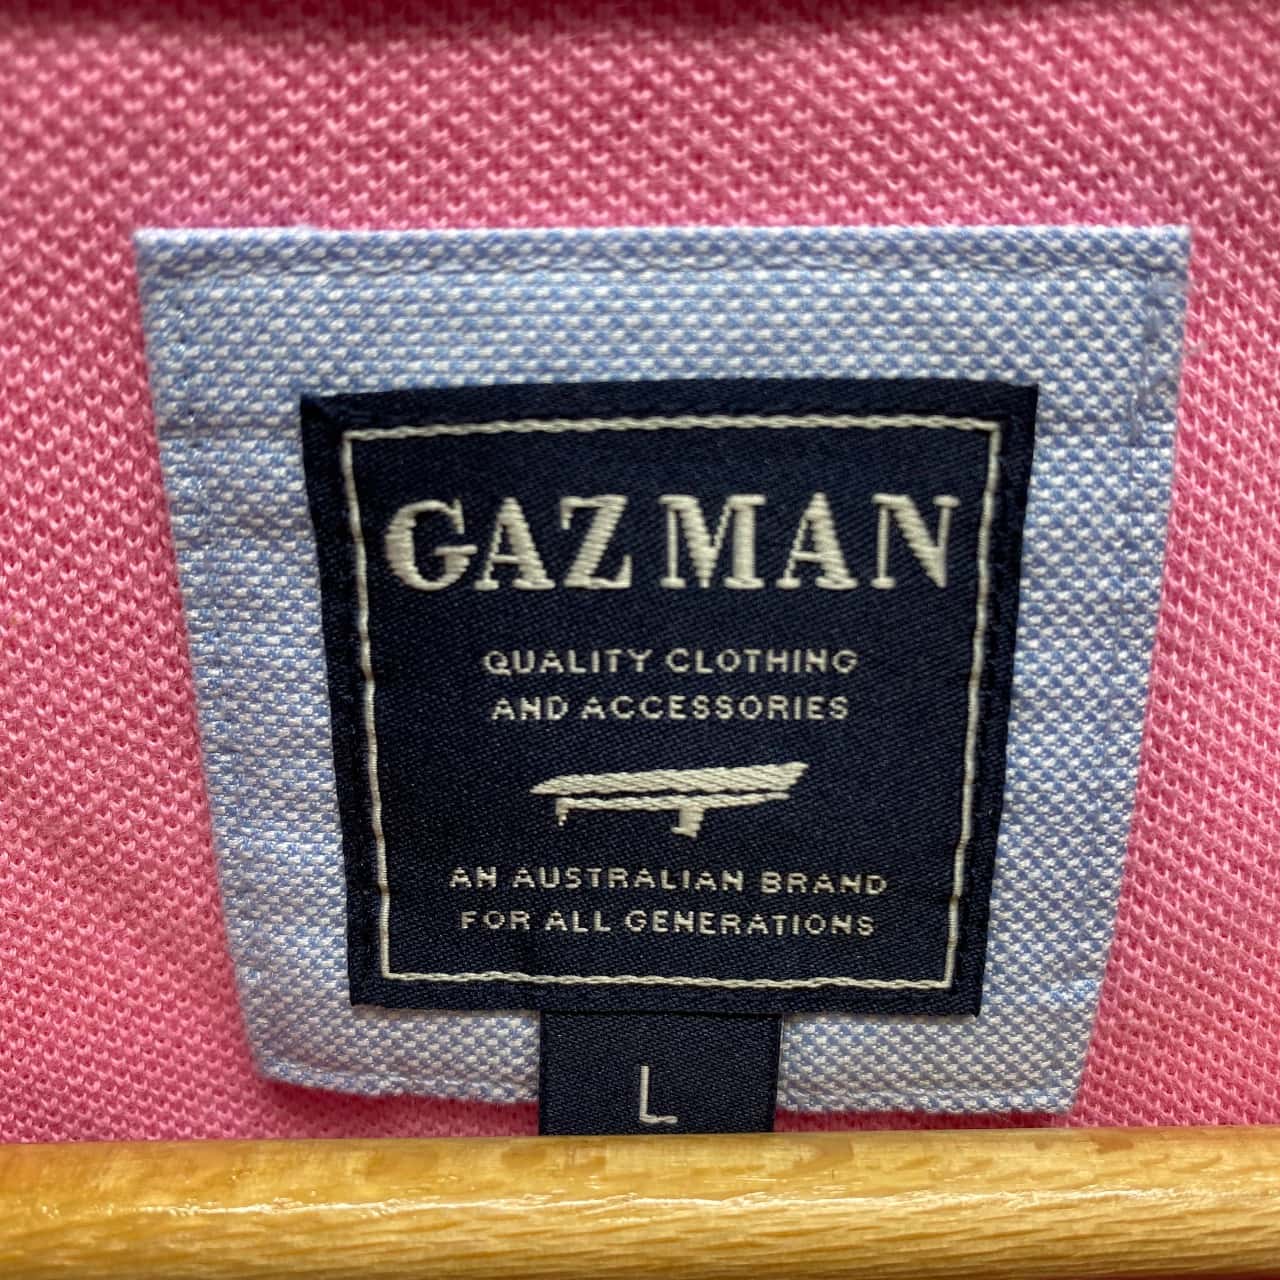 GAZMAN
QUALITY CLOTHING
AND ACCESSORIES
AN AUSTRALIAN BRAND
FOR ALL GENERATIONS
L